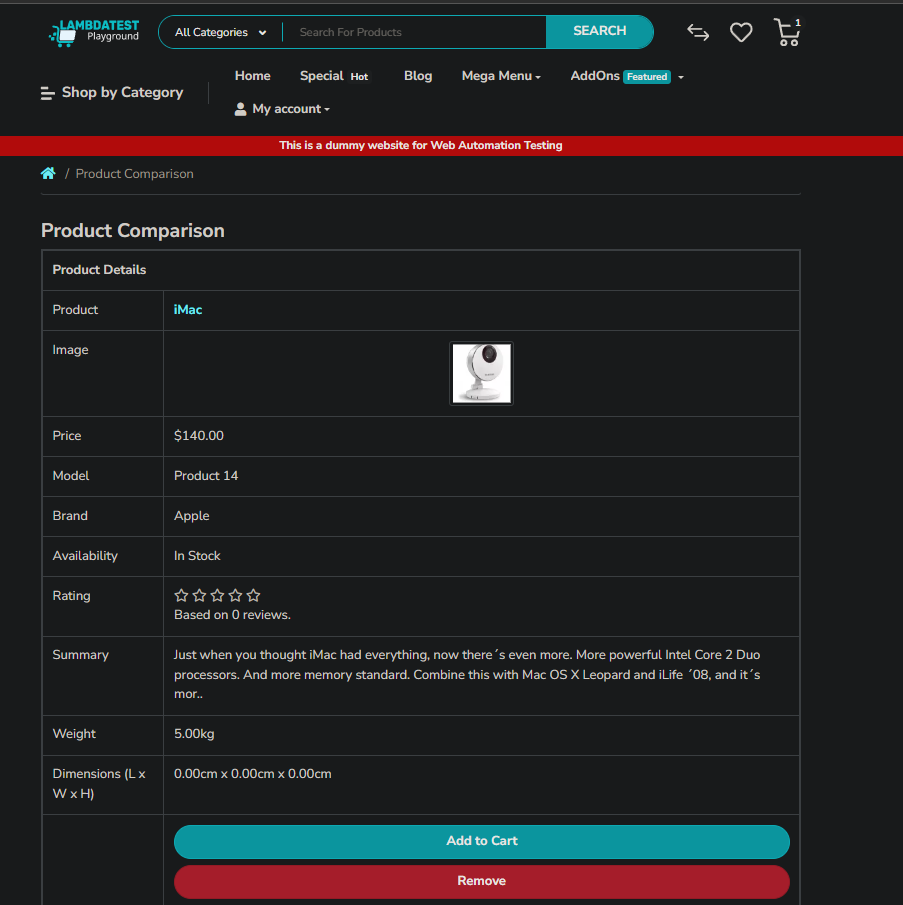 LAMBDATEST
Playground
All Categories
Search For Products
SEARCH
1
Shop by Category
Home
Special Hot
Blog
Mega Menu
AddOns Featured
My account
This is a dummy website for Web Automation Testing
/ Product Comparison
Product Comparison
Product Details
Product
iMac
Image
Price
$140.00
Model
Product 14
Brand
Apple
Availability
In Stock
Rating
Based on 0 reviews.
Summary
Just when you thought iMac had everything, now there´s even more. More powerful Intel Core 2 Duo
processors. And more memory standard. Combine this with Mac OS X Leopard and iLife ´08, and it´s
mor..
Weight
5.00kg
Dimensions (L x
W x H)
0.00cm x 0.00cm x 0.00cm
Add to Cart
Remove